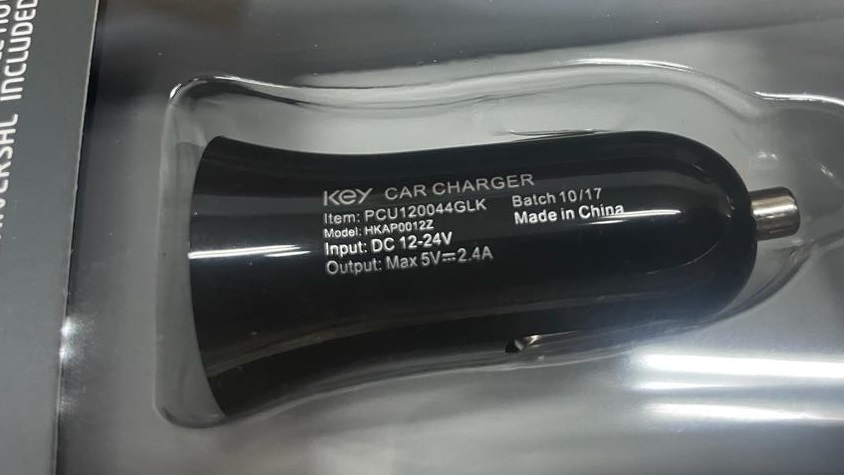 UNIVERSAL INCLUDED
Key CAR CHARGER
Item: PCU120044GLK
Model: HKAP0012Z
Input: DC 12-24V
Output: Max 5V⎓2.4A
Batch 10/17
Made in China